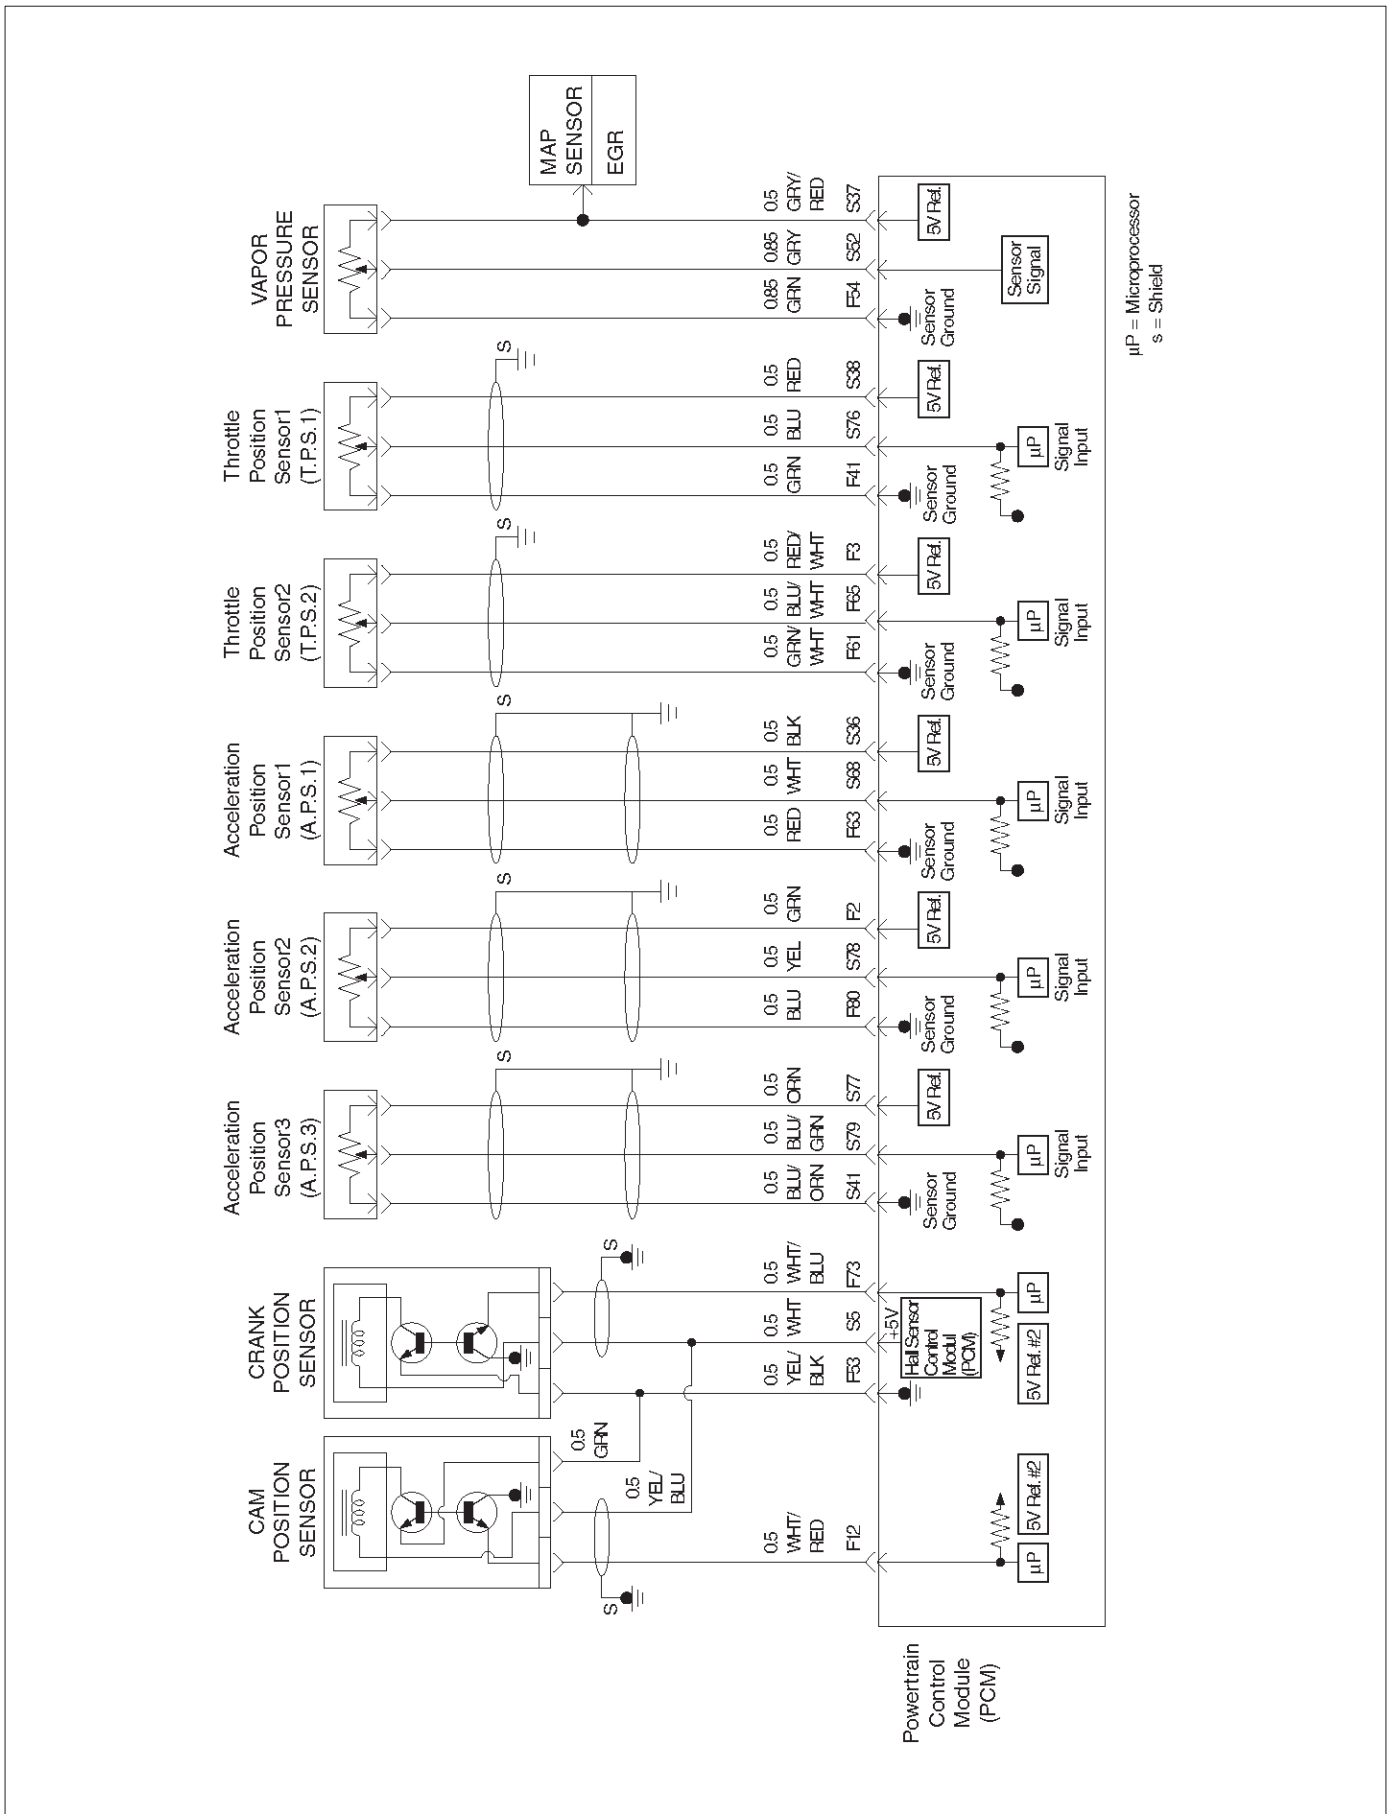 CAM
POSITION
SENSOR
CRANK
POSITION
SENSOR
Acceleration
Position
Sensor3
(A.P.S.3)
Acceleration
Position
Sensor2
(A.P.S.2)
Acceleration
Position
Sensor1
(A.P.S.1)
Throttle
Position
Sensor2
(T.P.S.2)
Throttle
Position
Sensor1
(T.P.S.1)
VAPOR
PRESSURE
SENSOR
MAP
SENSOR
EGR
S
S
S
S
S
S
S
0.5
GRN
0.5
YEL/
BLU
0.5
WHT/
RED
F12
0.5
YEL/
BLK
F53
0.5
WHT
S5
0.5
WHT/
BLU
F73
0.5
BLU/
ORN
S41
0.5
BLU/
GRN
S79
0.5
ORN
S77
0.5
BLU
F80
0.5
YEL
S78
0.5
GRN
F2
0.5
RED
F63
0.5
WHT
S68
0.5
BLK
S36
0.5
GRN/
WHT
F61
0.5
BLU/
WHT
F65
0.5
RED/
WHT
F3
0.5
GRN
F41
0.5
BLU
S76
0.5
RED
S38
0.85
GRN
F54
0.85
GRY
S52
0.5
GRY/
RED
S37
Powertrain
Control
Module
(PCM)
µP
5V Ref.#2
+5V
Hall Sensor
Control
Modul
(PCM)
5V Ref.#2
µP
Sensor
Ground
5V Ref.
µP
Signal
Input
Sensor
Ground
5V Ref.
µP
Signal
Input
Sensor
Ground
5V Ref.
µP
Signal
Input
Sensor
Ground
5V Ref.
µP
Signal
Input
Sensor
Ground
5V Ref.
µP
Signal
Input
Sensor
Ground
5V Ref.
Sensor
Signal
µP = Microprocessor
s = Shield